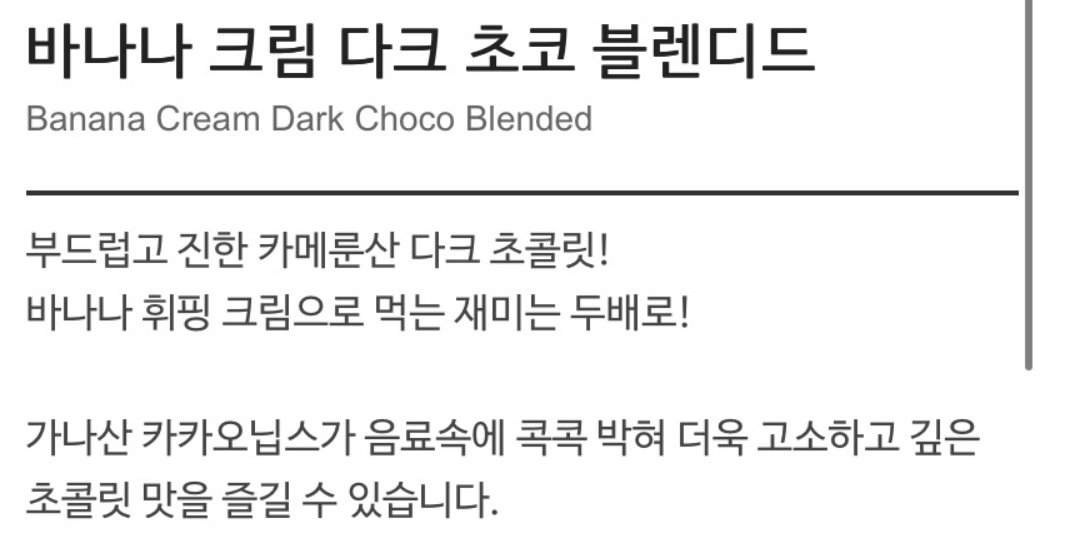 바나나 크림 다크 초코 블렌디드
Banana Cream Dark Choco Blended
부드럽고 진한 카메룬산 다크 초콜릿!
바나나 휘핑 크림으로 먹는 재미는 두배로!
가나산 카카오닙스가 음료속에 콕콕 박혀 더욱 고소하고 깊은
초콜릿 맛을 즐길 수 있습니다.